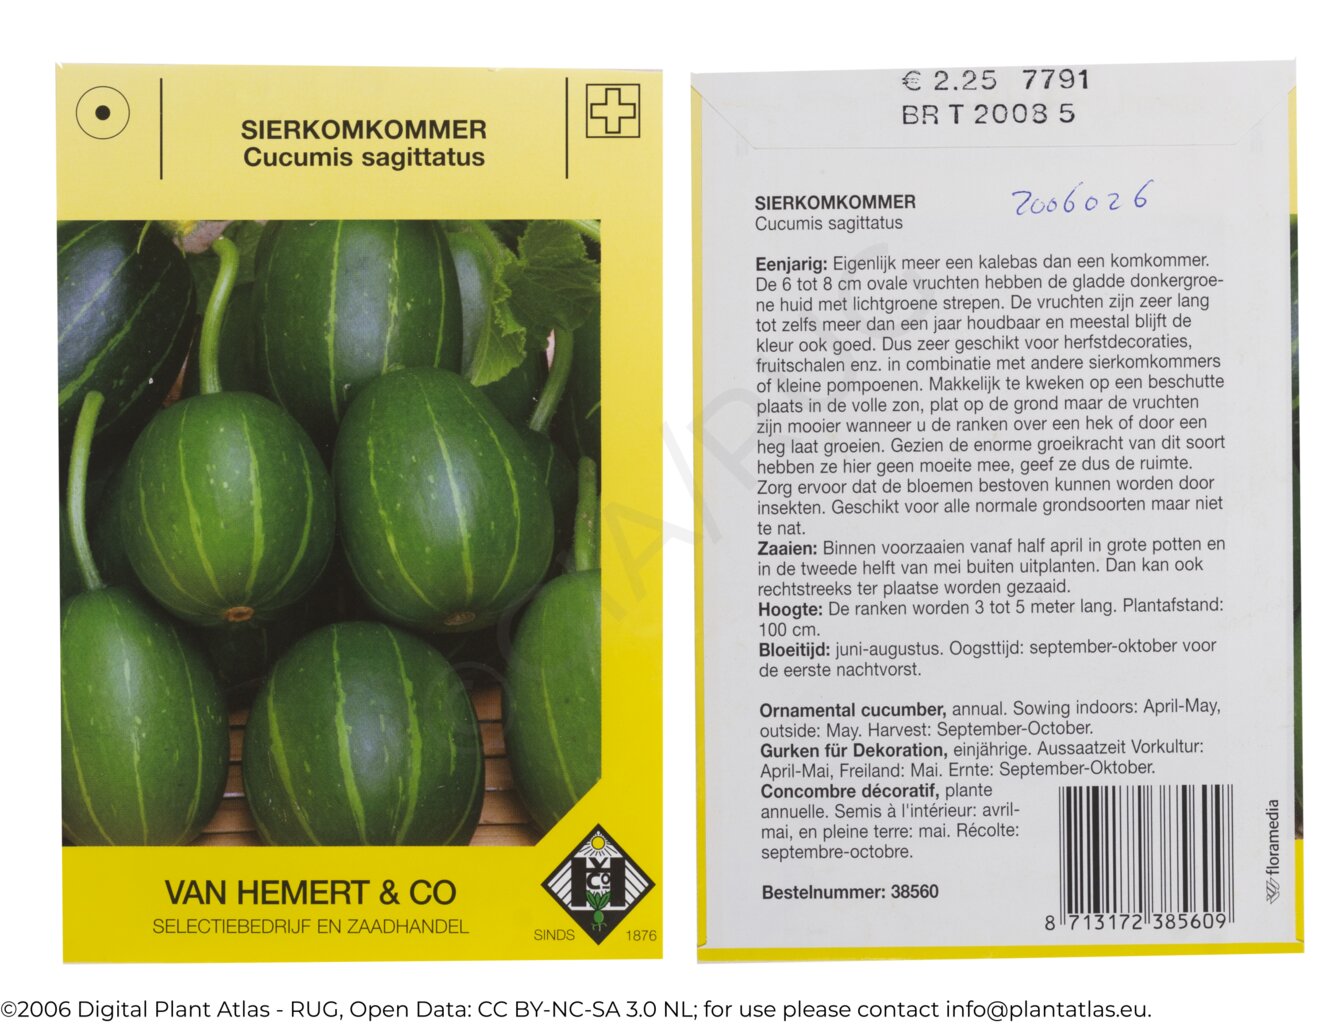 SIERKOMKOMMER
Cucumis sagittatus
VAN HEMERT & CO
SELECTIEBEDRIJF EN ZAADHANDEL
V
H
Co
SINDS 1876
€ 2.25 7791
BR T 2008 5
SIERKOMKOMMER
Cucumis sagittatus
2006026
Eenjarig: Eigenlijk meer een kalebas dan een komkommer.
De 6 tot 8 cm ovale vruchten hebben de gladde donkergroe-
ne huid met lichtgroene strepen. De vruchten zijn zeer lang
tot zelfs meer dan een jaar houdbaar en meestal blijft de
kleur ook goed. Dus zeer geschikt voor herfstdecoraties,
fruitschalen enz. in combinatie met andere sierkomkommers
of kleine pompoenen. Makkelijk te kweken op een beschutte
plaats in de volle zon, plat op de grond maar de vruchten
zijn mooier wanneer u de ranken over een hek of door een
heg laat groeien. Gezien de enorme groeikracht van dit soort
hebben ze hier geen moeite mee, geef ze dus de ruimte.
Zorg ervoor dat de bloemen bestoven kunnen worden door
insekten. Geschikt voor alle normale grondsoorten maar niet
te nat.
Zaaien: Binnen voorzaaien vanaf half april in grote potten en
in de tweede helft van mei buiten uitplanten. Dan kan ook
rechtstreeks ter plaatse worden gezaaid.
Hoogte: De ranken worden 3 tot 5 meter lang. Plantafstand:
100 cm.
Bloeitijd: juni-augustus. Oogsttijd: september-oktober voor
de eerste nachtvorst.
Ornamental cucumber, annual. Sowing indoors: April-May,
outside: May. Harvest: September-October.
Gurken für Dekoration, einjährige. Aussaatzeit Vorkultur:
April-Mai, Freiland: Mai. Ernte: September-Oktober.
Concombre décoratif, plante
annuelle. Semis à l'intérieur: avril-
mai, en pleine terre: mai. Récolte:
septembre-octobre.
Bestelnummer: 38560
8 713172 385609
floramedia
©2006 Digital Plant Atlas - RUG, Open Data: CC BY-NC-SA 3.0 NL; for use please contact info@plantatlas.eu.